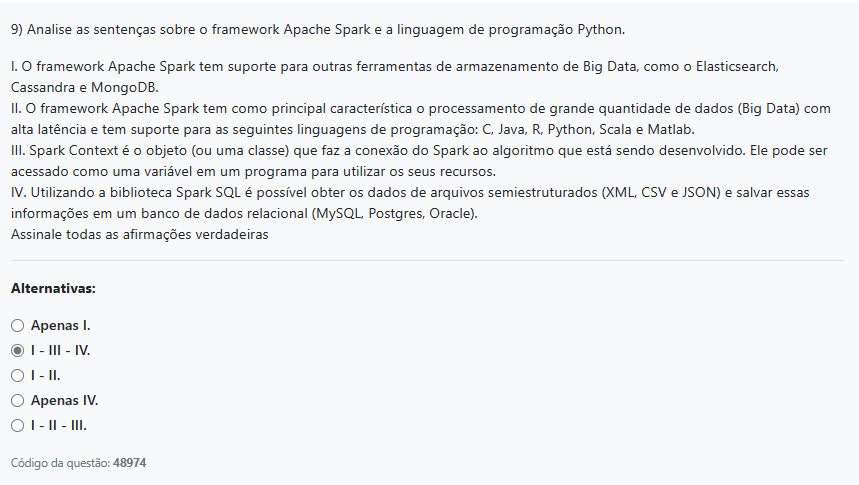 9) Analise as sentenças sobre o framework Apache Spark e a linguagem de programação Python.
I. O framework Apache Spark tem suporte para outras ferramentas de armazenamento de Big Data, como o Elasticsearch,
Cassandra e MongoDB.
II. O framework Apache Spark tem como principal característica o processamento de grande quantidade de dados (Big Data) com
alta latência e tem suporte para as seguintes linguagens de programação: C, Java, R, Python, Scala e Matlab.
III. Spark Context é o objeto (ou uma classe) que faz a conexão do Spark ao algoritmo que está sendo desenvolvido. Ele pode ser
acessado como uma variável em um programa para utilizar os seus recursos.
IV. Utilizando a biblioteca Spark SQL é possível obter os dados de arquivos semiestruturados (XML, CSV e JSON) e salvar essas
informações em um banco de dados relacional (MySQL, Postgres, Oracle).
Assinale todas as afirmações verdadeiras
Alternativas:
Apenas I.
I - III - IV.
I - II.
Apenas IV.
I - II - III.
Código da questão: 48974